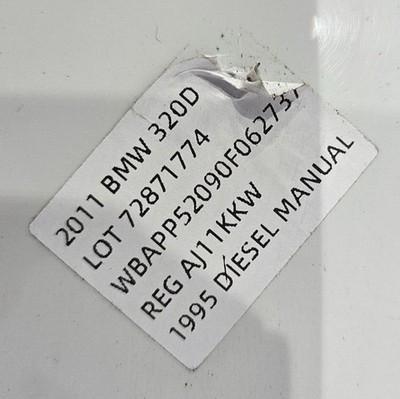 2011 BMW 320D
LOT 72871774
WBAPP52090F062737
REG AJ11KKW
1995 DIESEL MANUAL